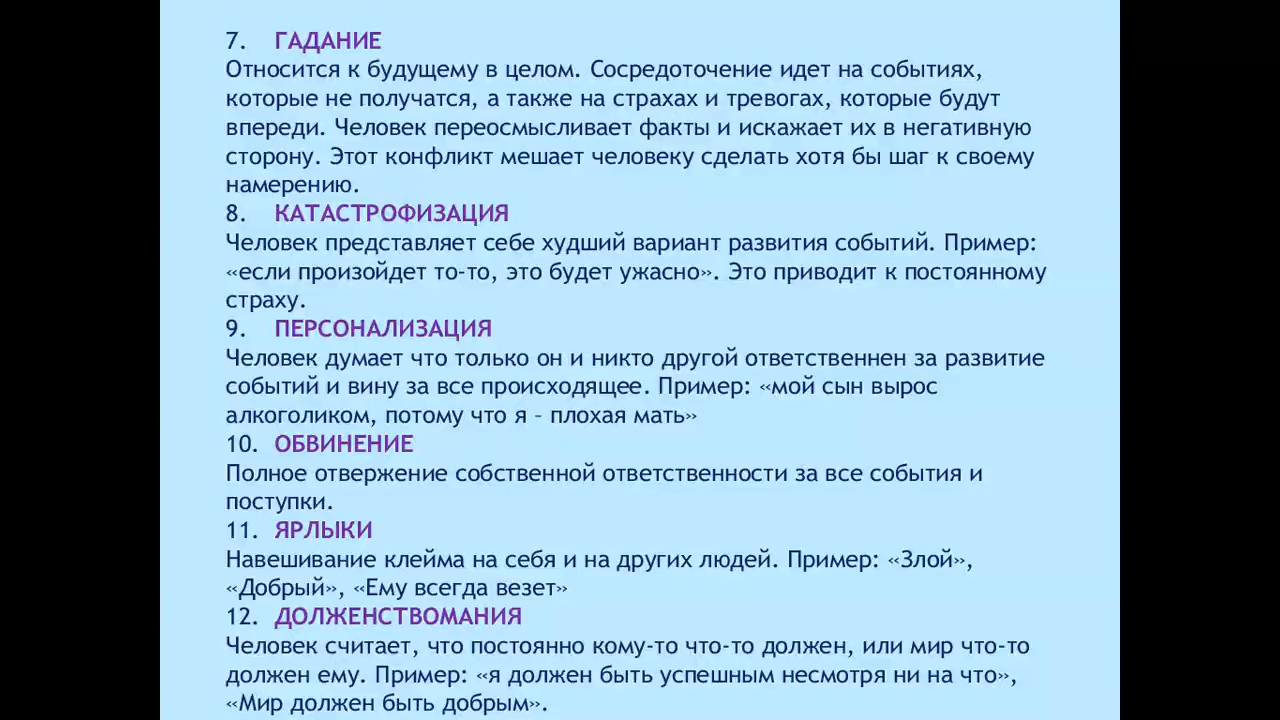 7. ГАДАНИЕ
Относится к будущему в целом. Сосредоточение идет на событиях,
которые не получатся, а также на страхах и тревогах, которые будут
впереди. Человек переосмысливает факты и искажает их в негативную
сторону. Этот конфликт мешает человеку сделать хотя бы шаг к своему
намерению.
8. КАТАСТРОФИЗАЦИЯ
Человек представляет себе худший вариант развития событий. Пример:
«если произойдет то-то, это будет ужасно». Это приводит к постоянному
страху.
9. ПЕРСОНАЛИЗАЦИЯ
Человек думает что только он и никто другой ответственнен за развитие
событий и вину за все происходящее. Пример: «мой сын вырос
алкоголиком, потому что я – плохая мать»
10. ОБВИНЕНИЕ
Полное отвержение собственной ответственности за все события и
поступки.
11. ЯРЛЫКИ
Навешивание клейма на себя и на других людей. Пример: «Злой»,
«Добрый», «Ему всегда везет»
12. ДОЛЖЕНСТВОМАНИЯ
Человек считает, что постоянно кому-то что-то должен, или мир что-то
должен ему. Пример: «я должен быть успешным несмотря ни на что»,
«Мир должен быть добрым».